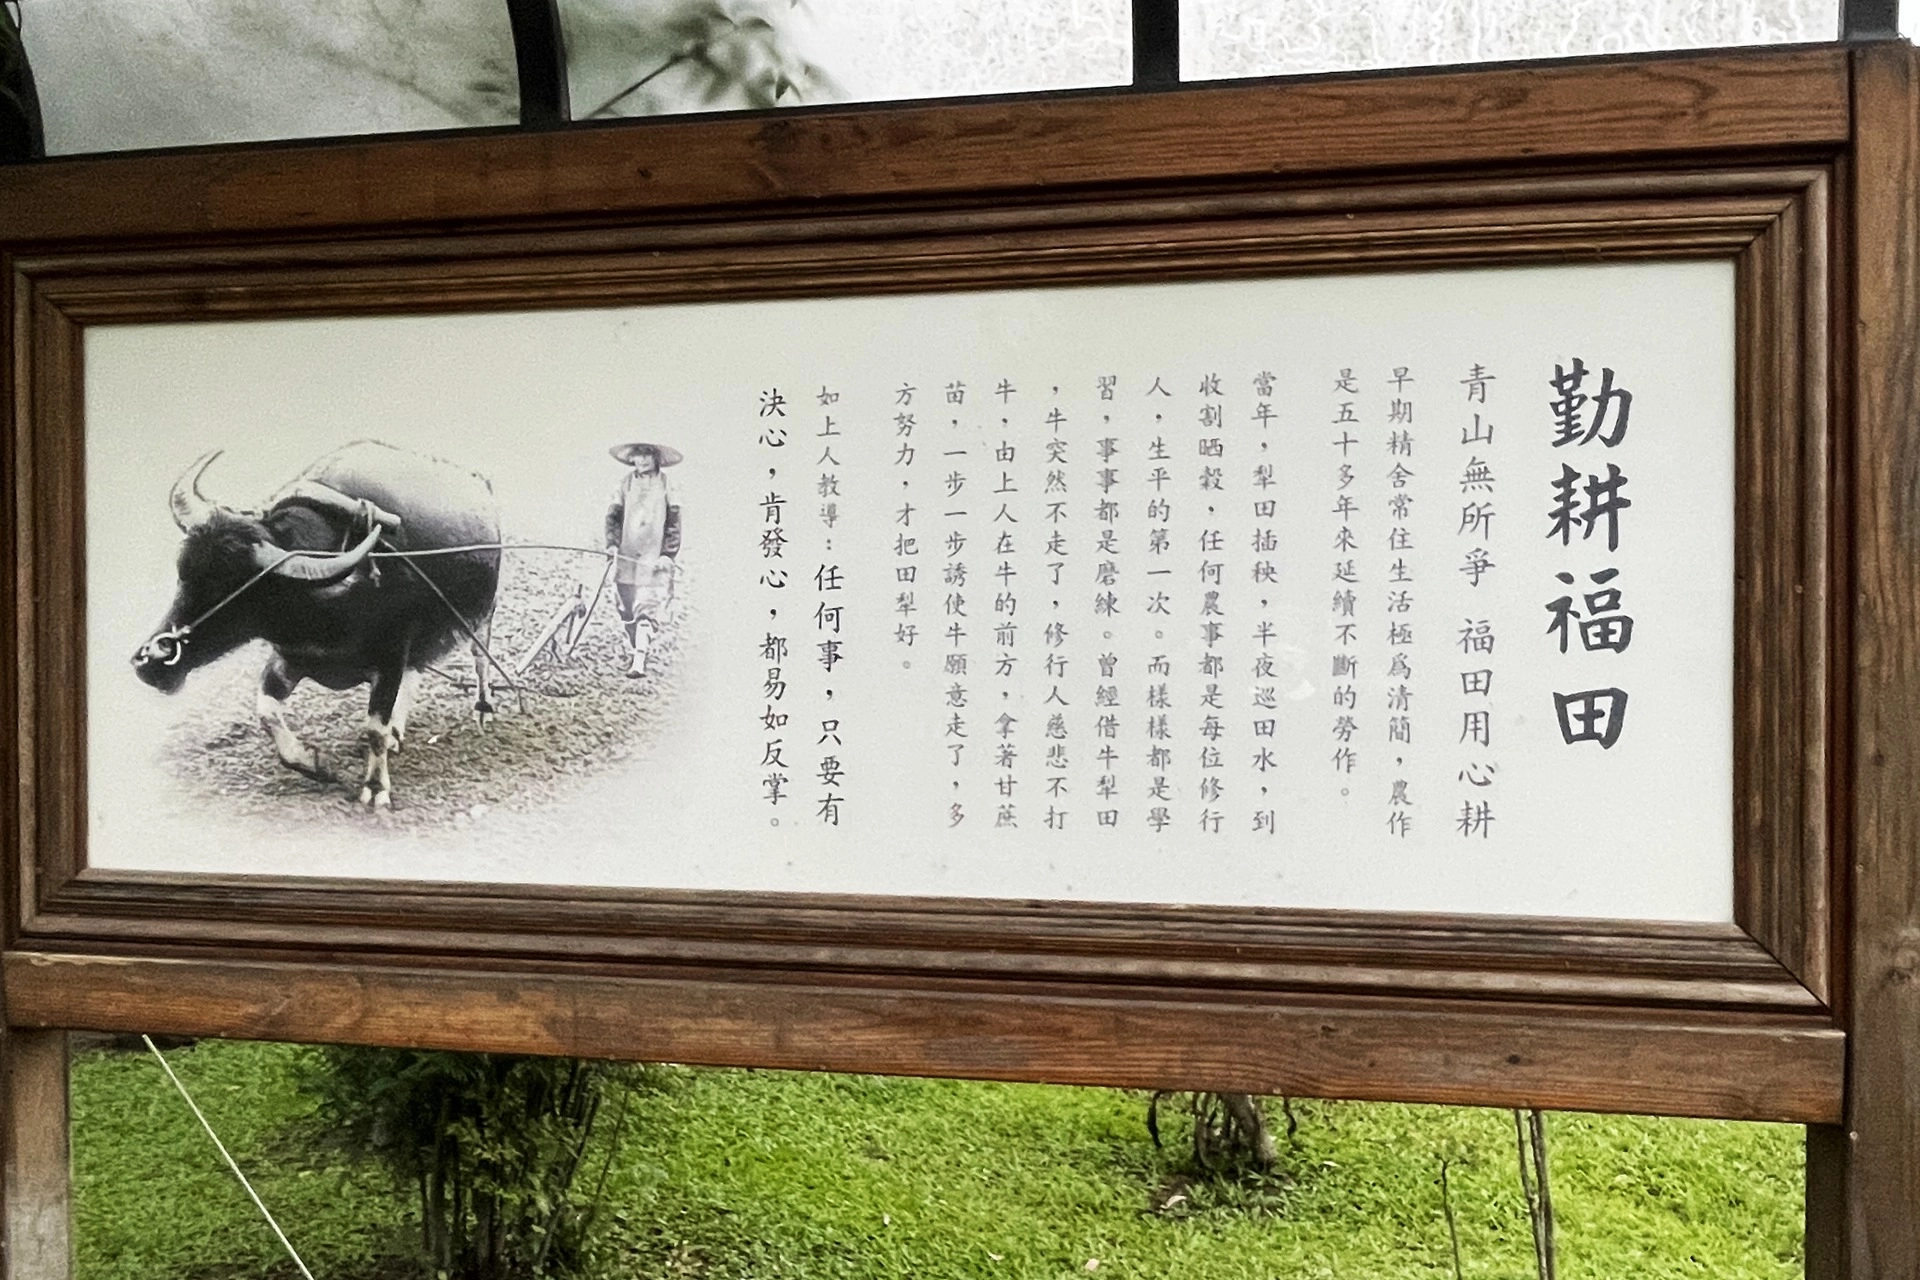 勤耕福田
青山無所爭 福田用心耕
早期精舍常住生活極為清簡，農作
是五十多年來延續不斷的勞作。
當年，犁田插秧，半夜巡田水，到
收割晒穀，任何農事都是每位修行
人，生平的第一次。而樣樣都是學
習，事事都是磨練。曾經借牛犁田
，牛突然不走了，修行人慈悲不打
牛，由上人在牛的前方，拿著甘蔗
苗，一步一步誘使牛願意走了，多
方努力，才把田犁好。
如上人教導：任何事，只要有
決心，肯發心，都易如反掌。